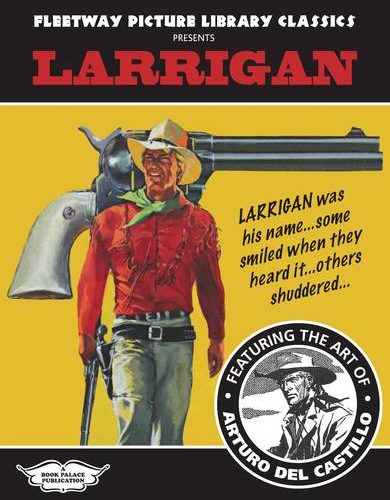 FLEETWAY PICTURE LIBRARY CLASSICS
PRESENTS
LARRIGAN
LARRIGAN was
his name...some
smiled when they
heard it...others
shuddered...
• FEATURING THE ART OF •
ARTURO DEL CASTILLO
BOOK PALACE
PUBLICATION